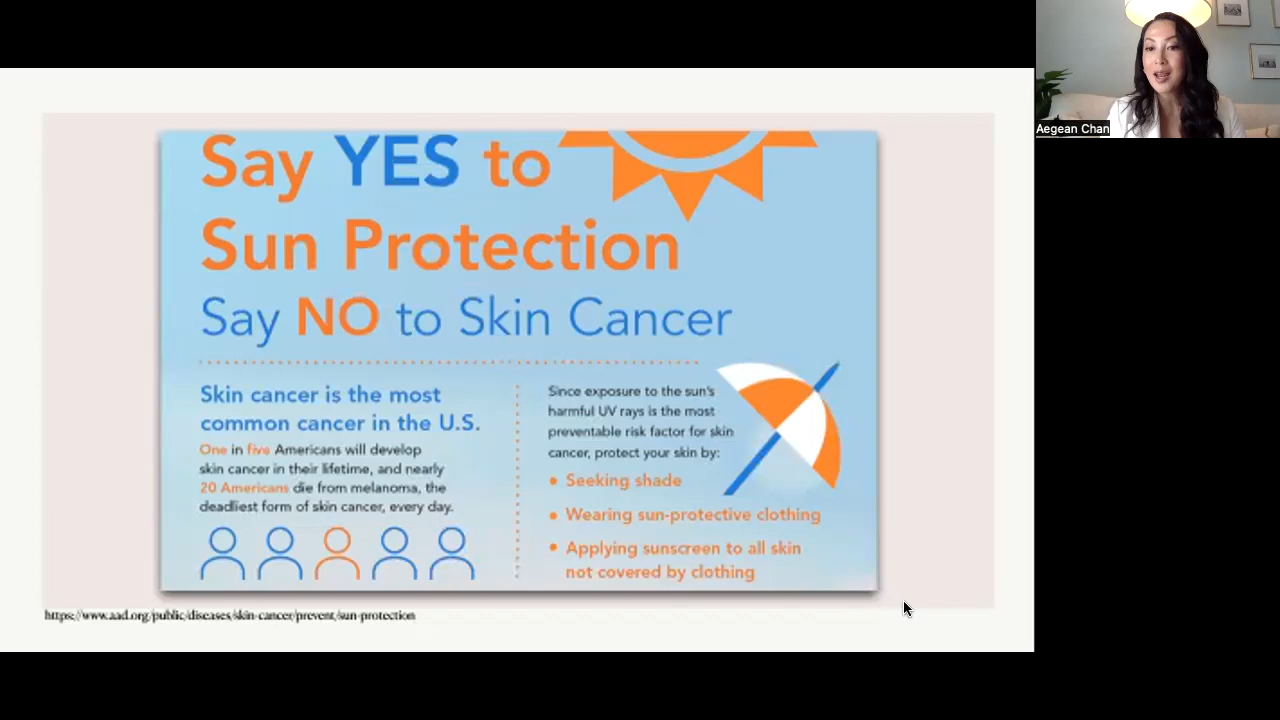 Say YES to
Sun Protection
Say NO to Skin Cancer
Skin cancer is the most
common cancer in the U.S.
One in five Americans will develop
skin cancer in their lifetime, and nearly
20 Americans die from melanoma, the
deadliest form of skin cancer, every day.
Since exposure to the sun's
harmful UV rays is the most
preventable risk factor for skin
cancer, protect your skin by:
• Seeking shade
• Wearing sun-protective clothing
• Applying sunscreen to all skin
not covered by clothing
https://www.aad.org/public/diseases/skin-cancer/prevent/sun-protection
Aegean Chan